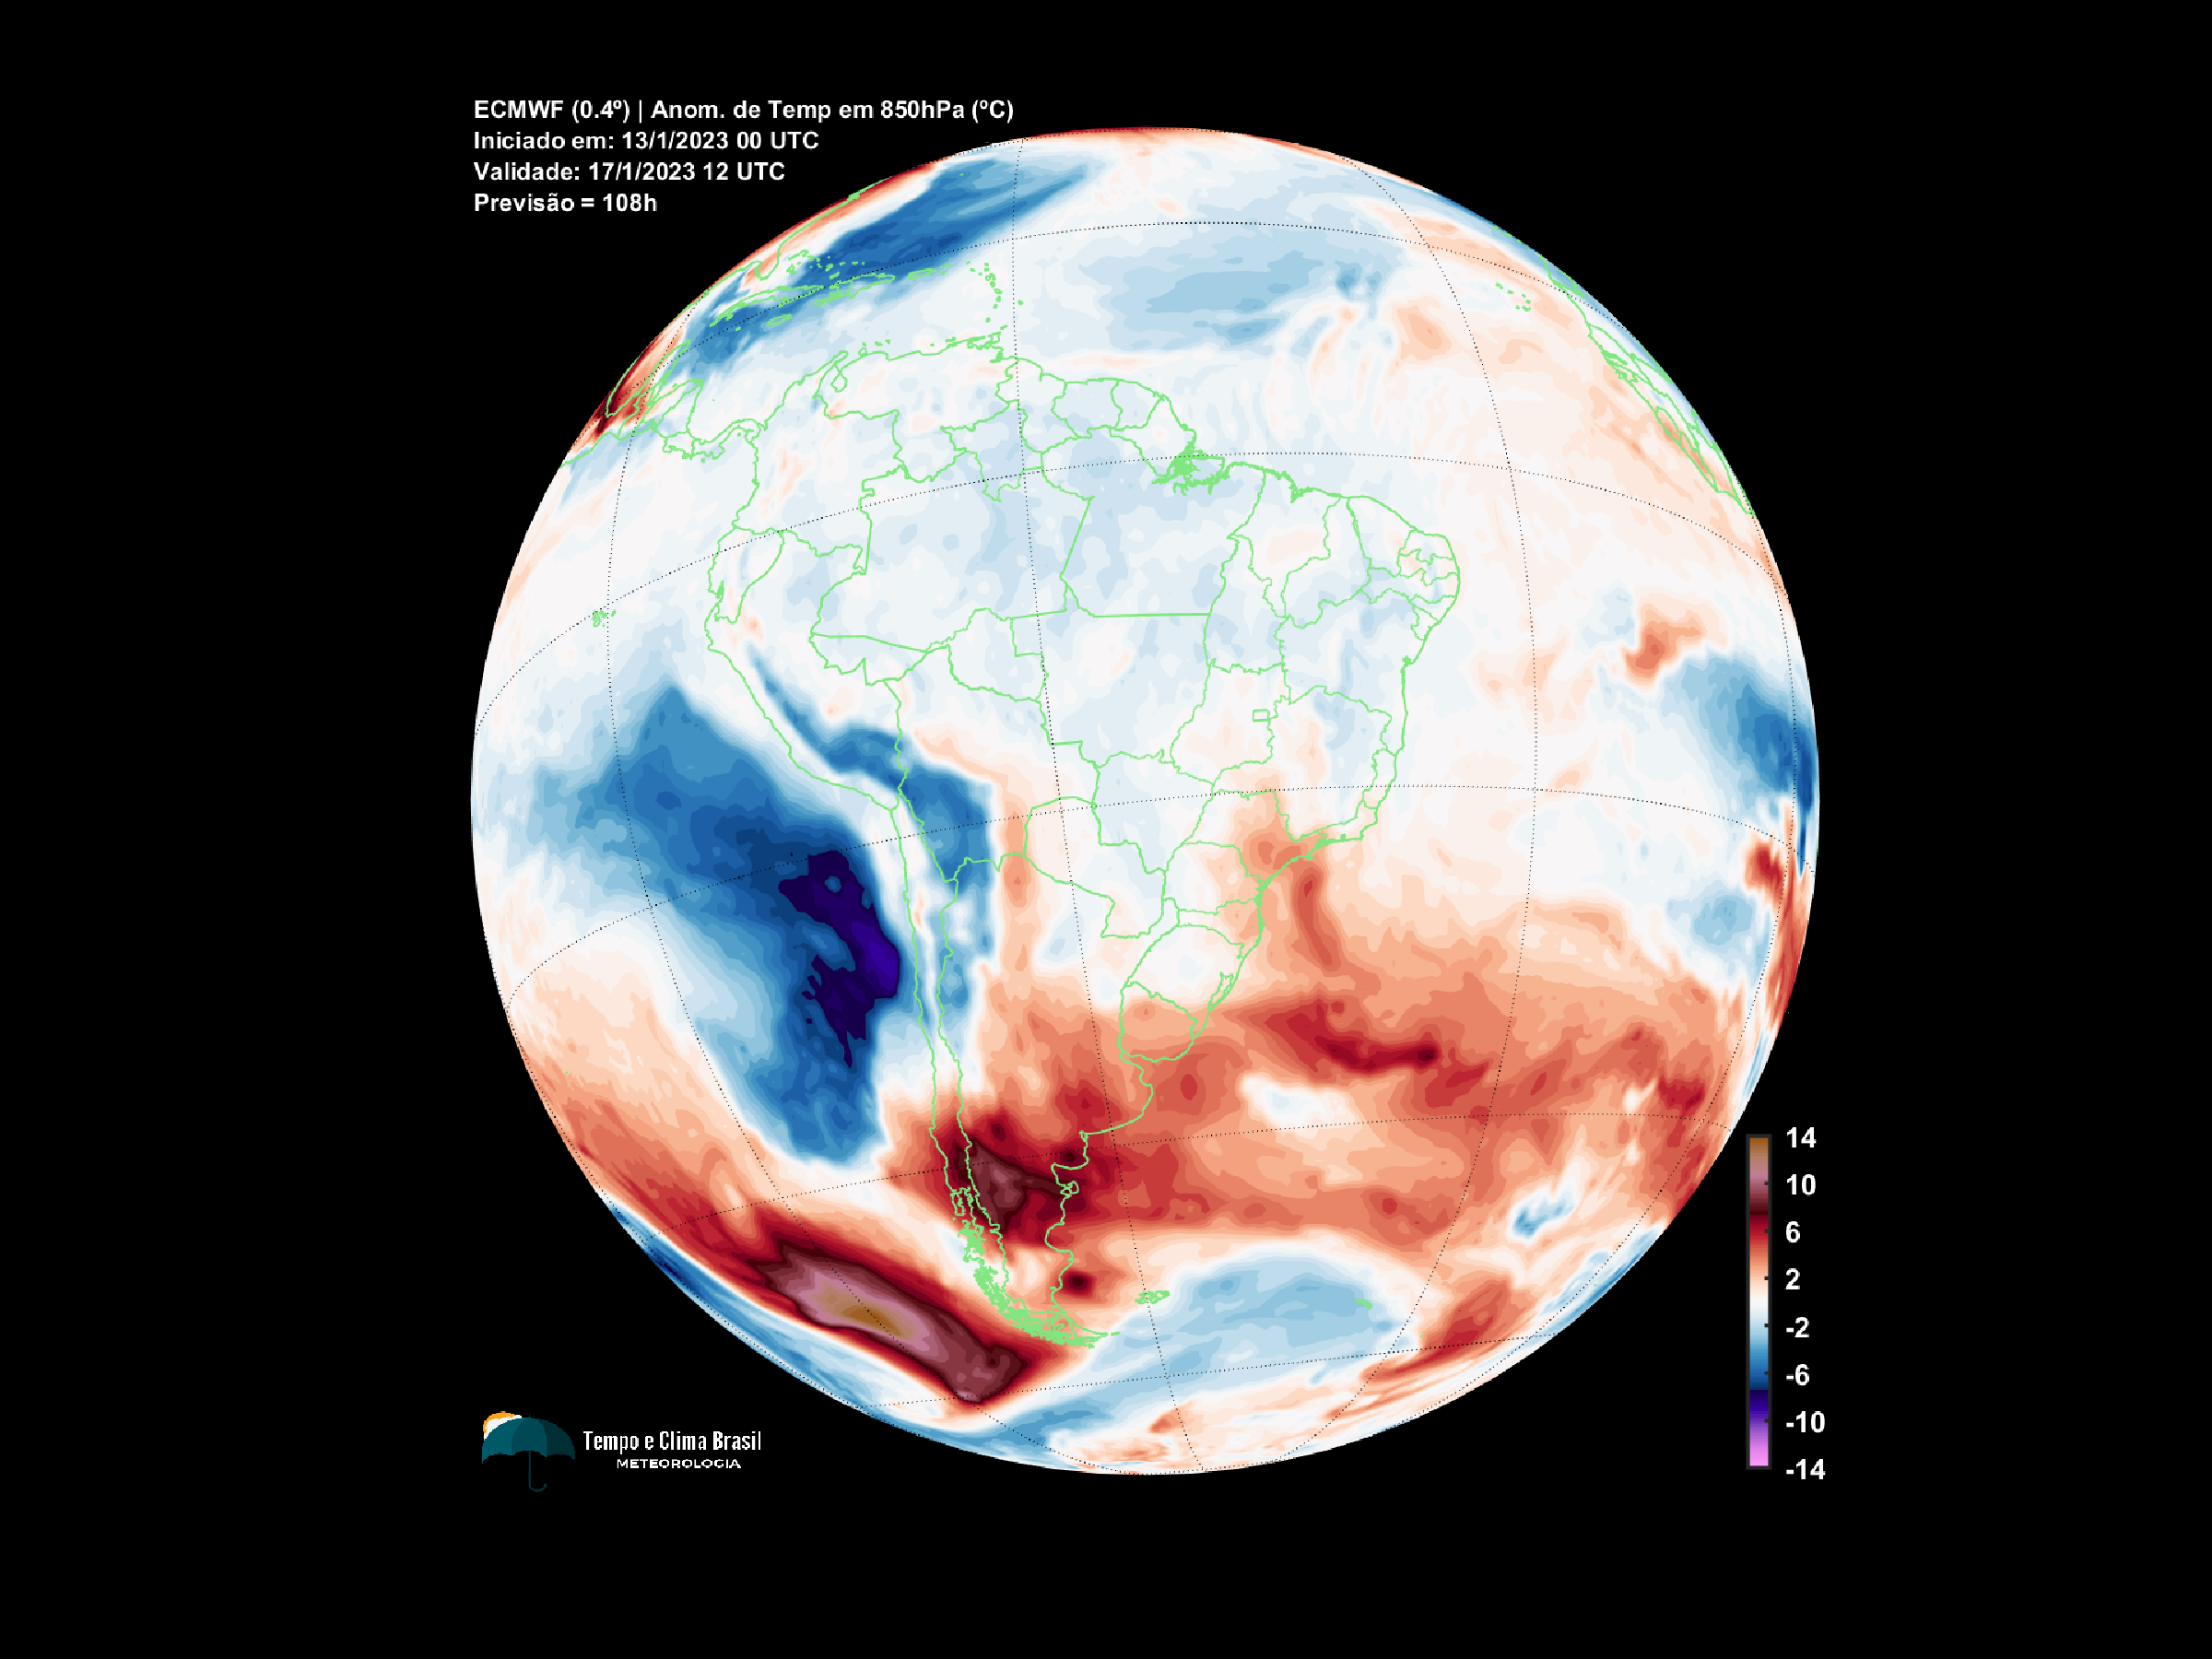 ECMWF (0.4º) | Anom. de Temp em 850hPa (ºC)
Iniciado em: 13/1/2023 00 UTC
Validade: 17/1/2023 12 UTC
Previsão = 108h
14
10
6
2
-2
-6
-10
-14
Tempo e Clima Brasil
METEOROLOGIA